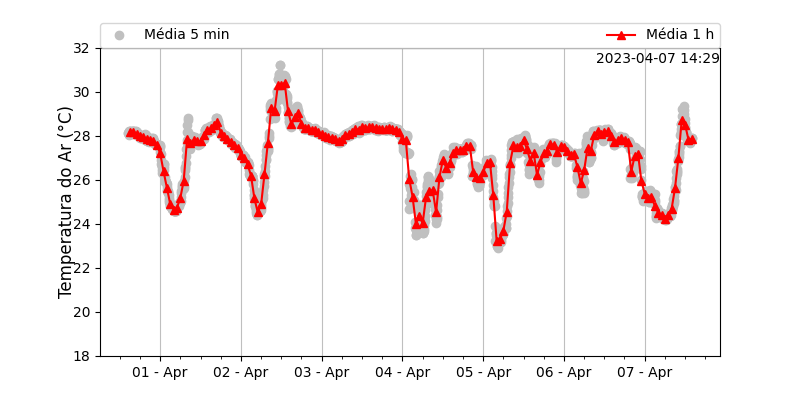 Média 5 min
Média 1 h
2023-04-07 14:29
Temperatura do Ar (°C)
32
30
28
26
24
22
20
18
01 - Apr
02 - Apr
03 - Apr
04 - Apr
05 - Apr
06 - Apr
07 - Apr